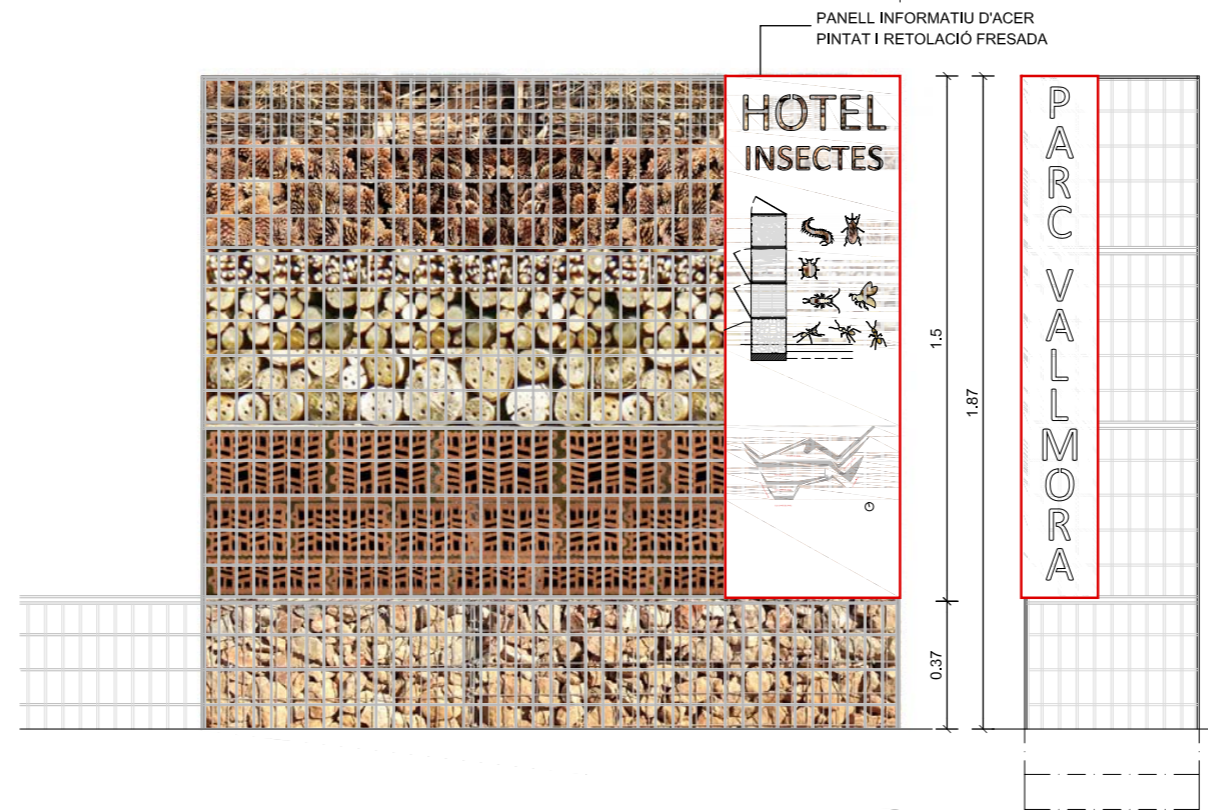 PANELL INFORMATIU D'ACER
PINTAT I RETOLACIÓ FRESADA
HOTEL
INSECTES
1.5
1.87
0.37
PARC VALLMORA